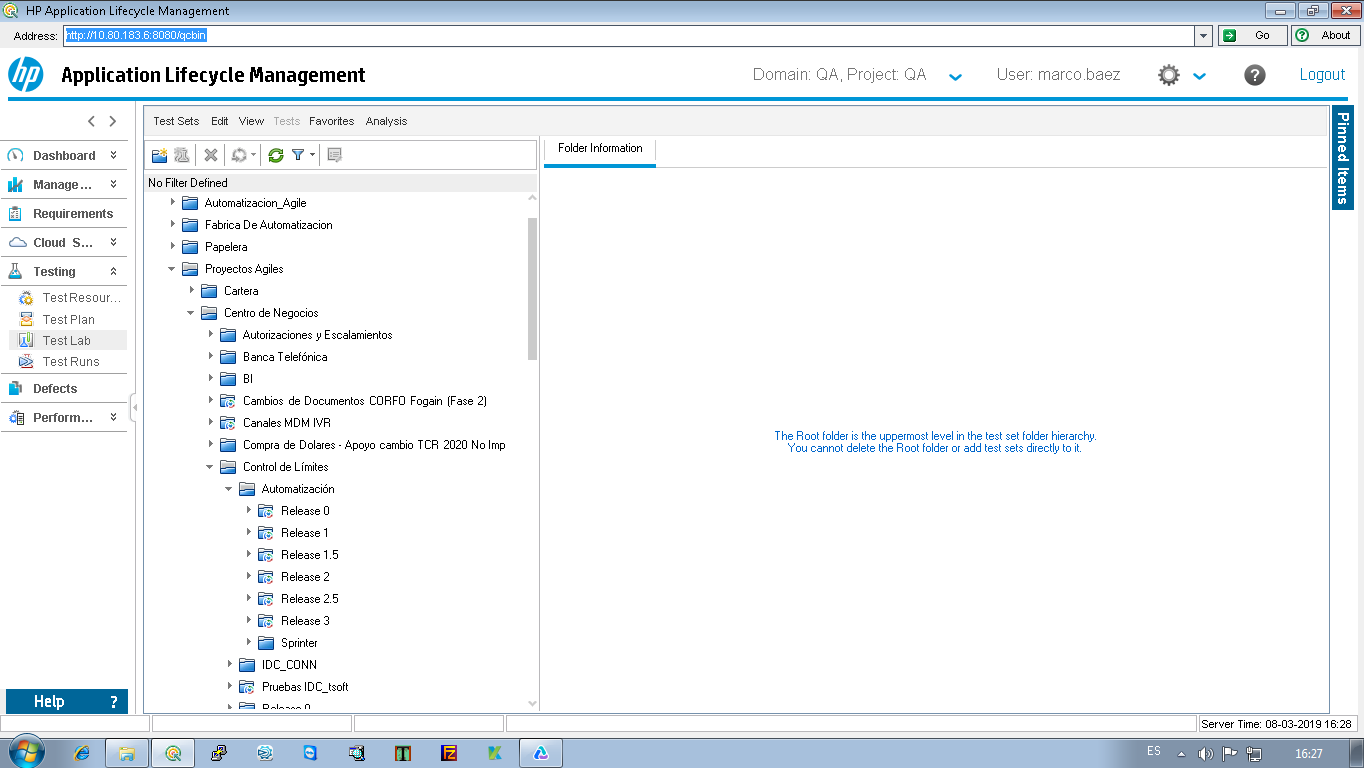 HP Application Lifecycle Management
Address: http://10.80.183.6:8080/qcbin Go About
hp Application Lifecycle Management Domain: QA, Project: QA User: marco.baez Logout
Test Sets Edit View Tests Favorites Analysis
Pinned Items
Dashboard
Manage ...
Requirements
Cloud S...
Testing
Test Resour...
Test Plan
Test Lab
Test Runs
Defects
Perform...
Help ?
No Filter Defined
Automatizacion_Agile
Fabrica De Automatizacion
Papelera
Proyectos Agiles
Cartera
Centro de Negocios
Autorizaciones y Escalamientos
Banca Telefónica
BI
Cambios de Documentos CORFO Fogain (Fase 2)
Canales MDM IVR
Compra de Dolares - Apoyo cambio TCR 2020 No Imp
Control de Límites
Automatización
Release 0
Release 1
Release 1.5
Release 2
Release 2.5
Release 3
Sprinter
IDC_CONN
Pruebas IDC_tsoft
Release 0
Folder Information
The Root folder is the uppermost level in the test set folder hierarchy.
You cannot delete the Root folder or add test sets directly to it.
Server Time: 08-03-2019 16:28
ES 16:27